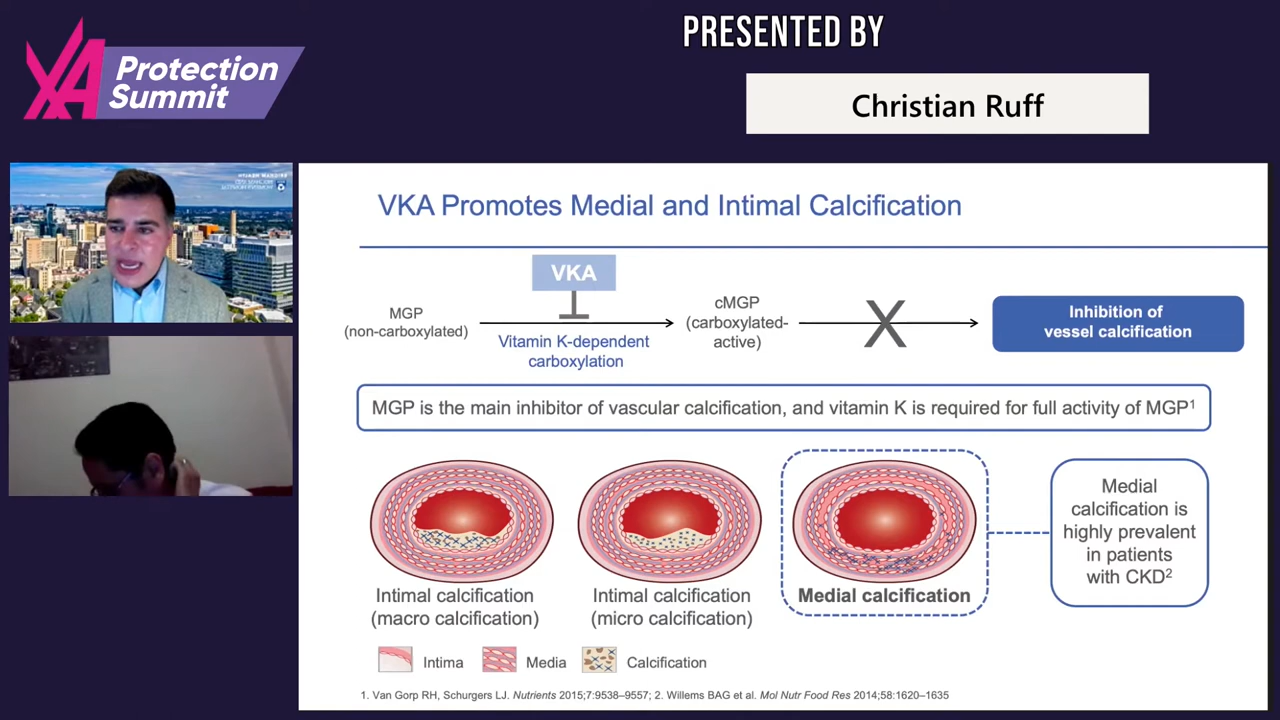 PRESENTED BY
XA Protection
Summit
Christian Ruff
VKA Promotes Medial and Intimal Calcification
VKA
MGP
(non-carboxylated)
Vitamin K-dependent
carboxylation
cMGP
(carboxylated-
active)
X
Inhibition of
vessel calcification
MGP is the main inhibitor of vascular calcification, and vitamin K is required for full activity of MGP1
Intimal calcification
(macro calcification)
Intimal calcification
(micro calcification)
Medial calcification
Medial
calcification is
highly prevalent
in patients
with CKD2
Intima
Media
Calcification
1. Van Gorp RH, Schurgers LJ. Nutrients 2015;7:9538–9557; 2. Willems BAG et al. Mol Nutr Food Res 2014;58:1620–1635